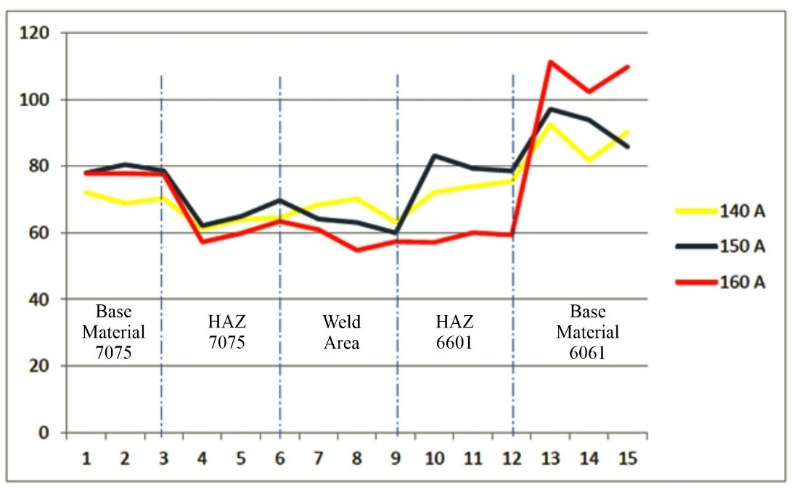 120
100
80
60
40
20
0
Base
Material
7075
HAZ
7075
Weld
Area
HAZ
6601
Base
Material
6061
1 2 3 4 5 6 7 8 9 10 11 12 13 14 15
140 A
150 A
160 A